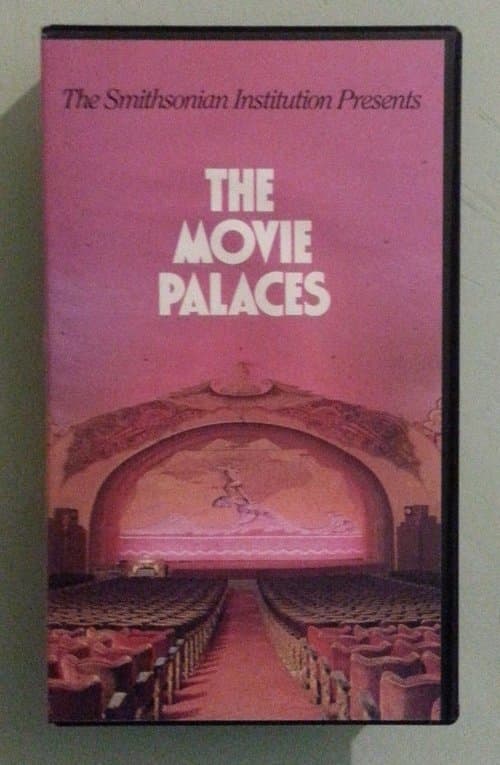 The Smithsonian Institution Presents
THE
MOVIE
PALACES